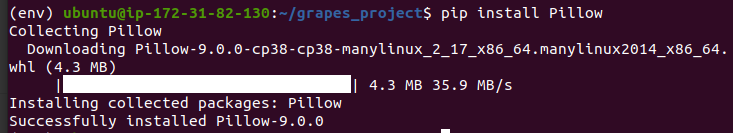 (env) ubuntu@ip-172-31-82-130:~/grapes_project$ pip install Pillow
Collecting Pillow
  Downloading Pillow-9.0.0-cp38-cp38-manylinux_2_17_x86_64.manylinux2014_x86_64.
whl (4.3 MB)
     |████████████████████████████████| 4.3 MB 35.9 MB/s
Installing collected packages: Pillow
Successfully installed Pillow-9.0.0